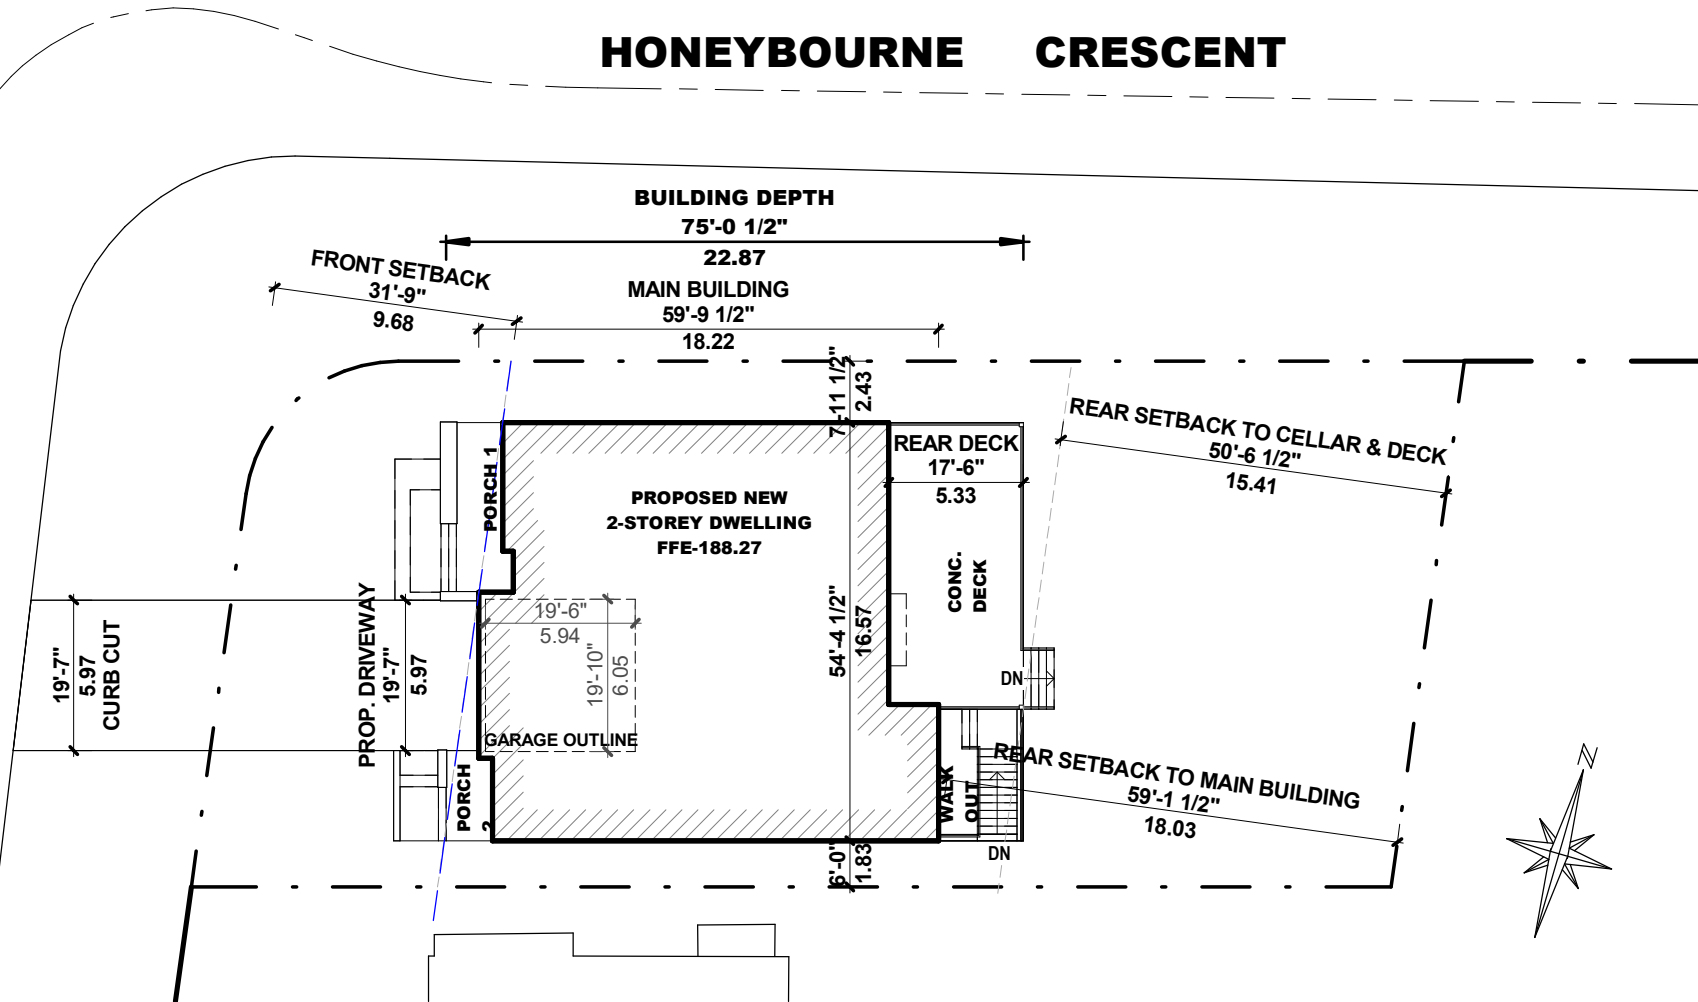 HONEYBOURNE CRESCENT
BUILDING DEPTH
75'-0 1/2"
22.87
FRONT SETBACK
31'-9"
9.68
MAIN BUILDING
59'-9 1/2"
18.22
7'-11 1/2"
2.43
REAR SETBACK TO CELLAR & DECK
50'-6 1/2"
15.41
PORCH 1
PROPOSED NEW
2-STOREY DWELLING
FFE-188.27
REAR DECK
17'-6"
5.33
CONC.
DECK
19'-7"
5.97
CURB CUT
PROP. DRIVEWAY
19'-7"
5.97
19'-6"
5.94
19'-10"
6.05
GARAGE OUTLINE
54'-4 1/2"
16.57
DN
PORCH
2
WALK
OUT
REAR SETBACK TO MAIN BUILDING
59'-1 1/2"
18.03
DN
6'-0"
1.83
N